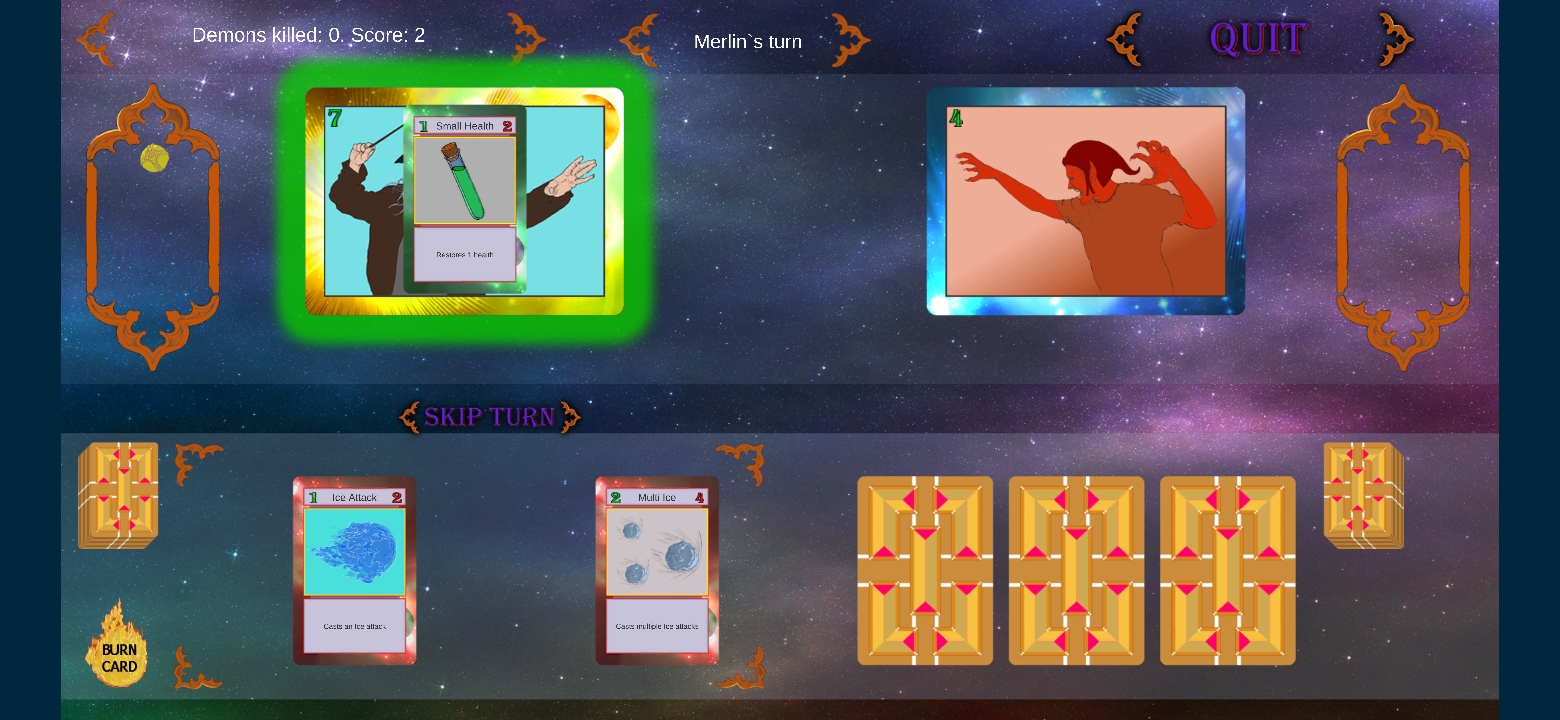 Demons killed: 0. Score: 2
Merlin`s turn
QUIT
7
1 Small Health 2
Restores 1 health
4
SKIP TURN
1 Ice Attack 2
Casts an Ice attack
2 Multi Ice 4
Casts multiple Ice attacks
BURN
CARD